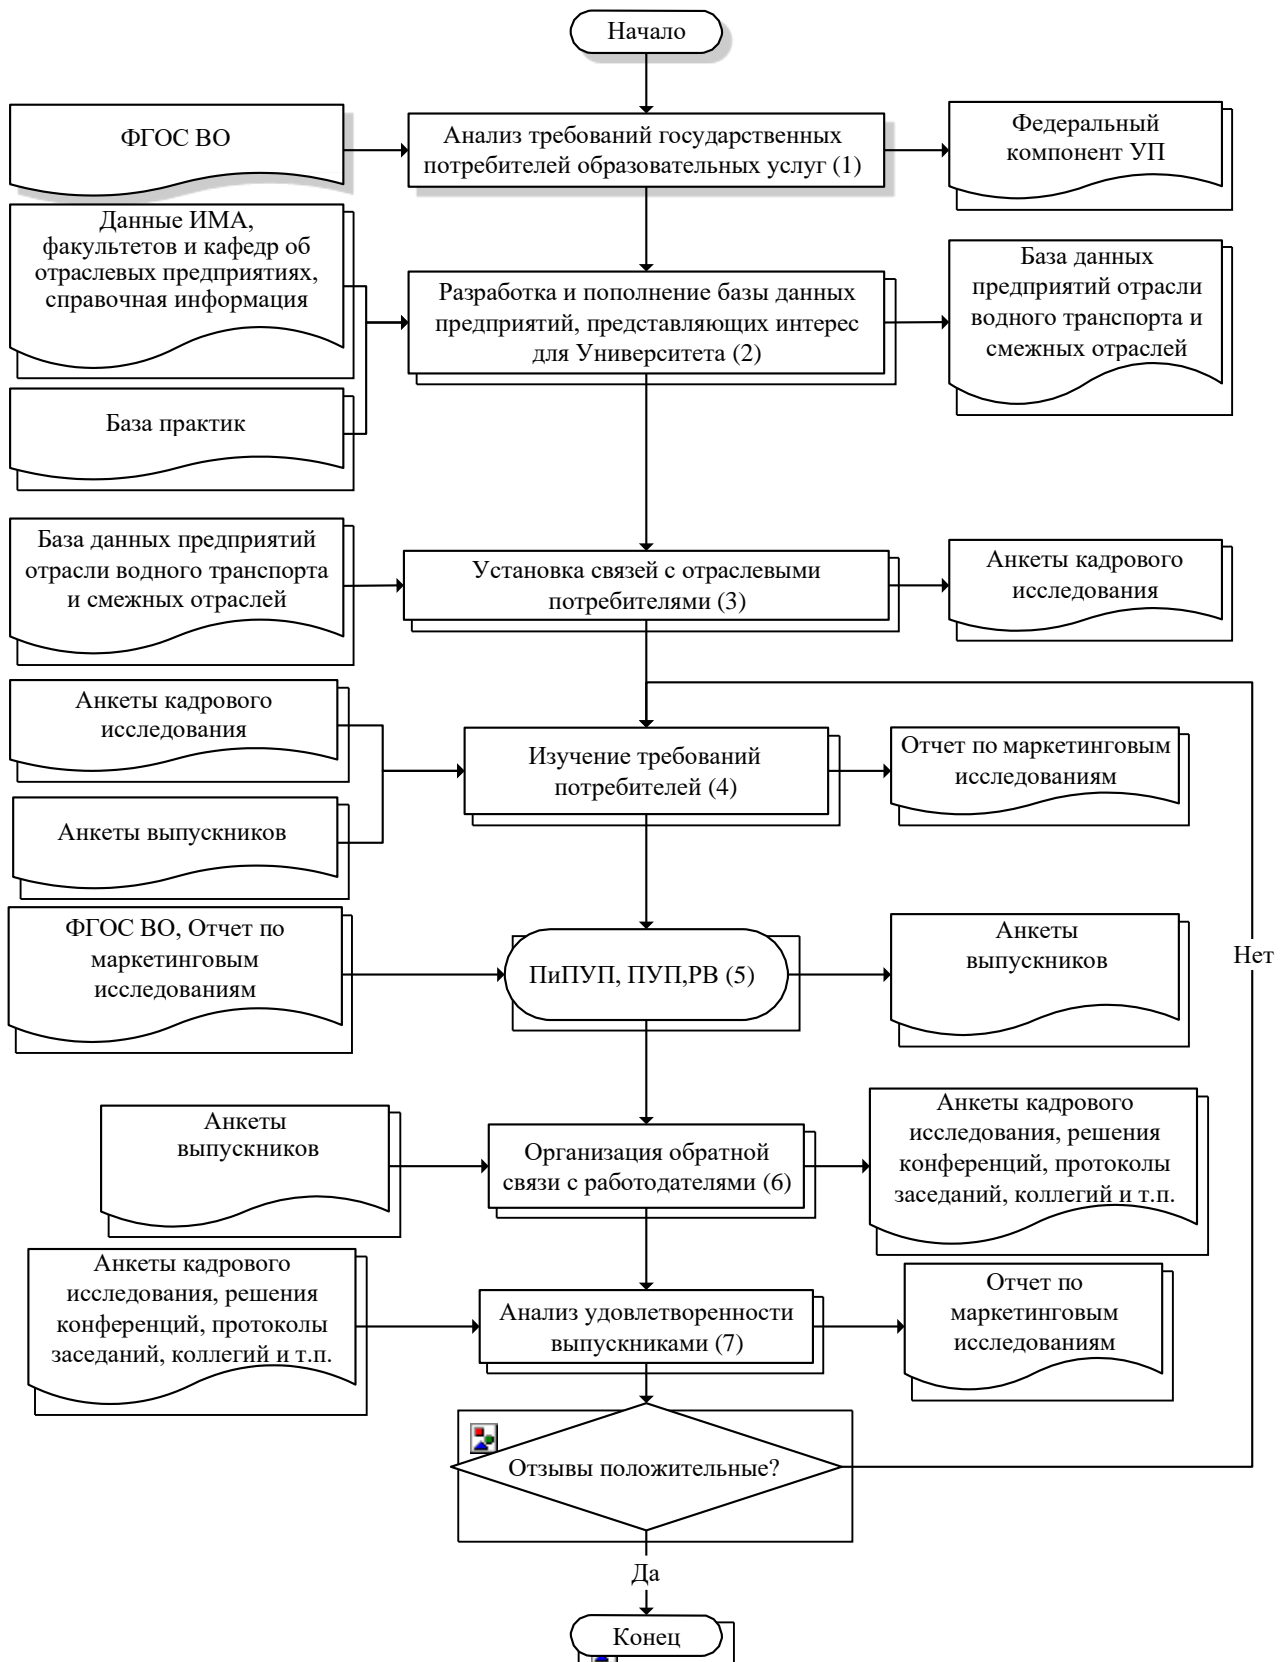 Начало
ФГОС ВО
Анализ требований государственных
потребителей образовательных услуг (1)
Федеральный
компонент УП
Данные ИМА,
факультетов и кафедр об
отраслевых предприятиях,
справочная информация
Разработка и пополнение базы данных
предприятий, представляющих интерес
для Университета (2)
База данных
предприятий отрасли
водного транспорта и
смежных отраслей
База практик
База данных предприятий
отрасли водного транспорта
и смежных отраслей
Установка связей с отраслевыми
потребителями (3)
Анкеты кадрового
исследования
Анкеты кадрового
исследования
Изучение требований
потребителей (4)
Отчет по маркетинговым
исследованиям
Анкеты выпускников
ФГОС ВО, Отчет по
маркетинговым
исследованиям
ПиПУП, ПУП,РВ (5)
Анкеты
выпускников
Нет
Анкеты
выпускников
Организация обратной
связи с работодателями (6)
Анкеты кадрового
исследования, решения
конференций, протоколы
заседаний, коллегий и т.п.
Анкеты кадрового
исследования, решения
конференций, протоколы
заседаний, коллегий и т.п.
Анализ удовлетворенности
выпускниками (7)
Отчет по
маркетинговым
исследованиям
Отзывы положительные?
Да
Конец